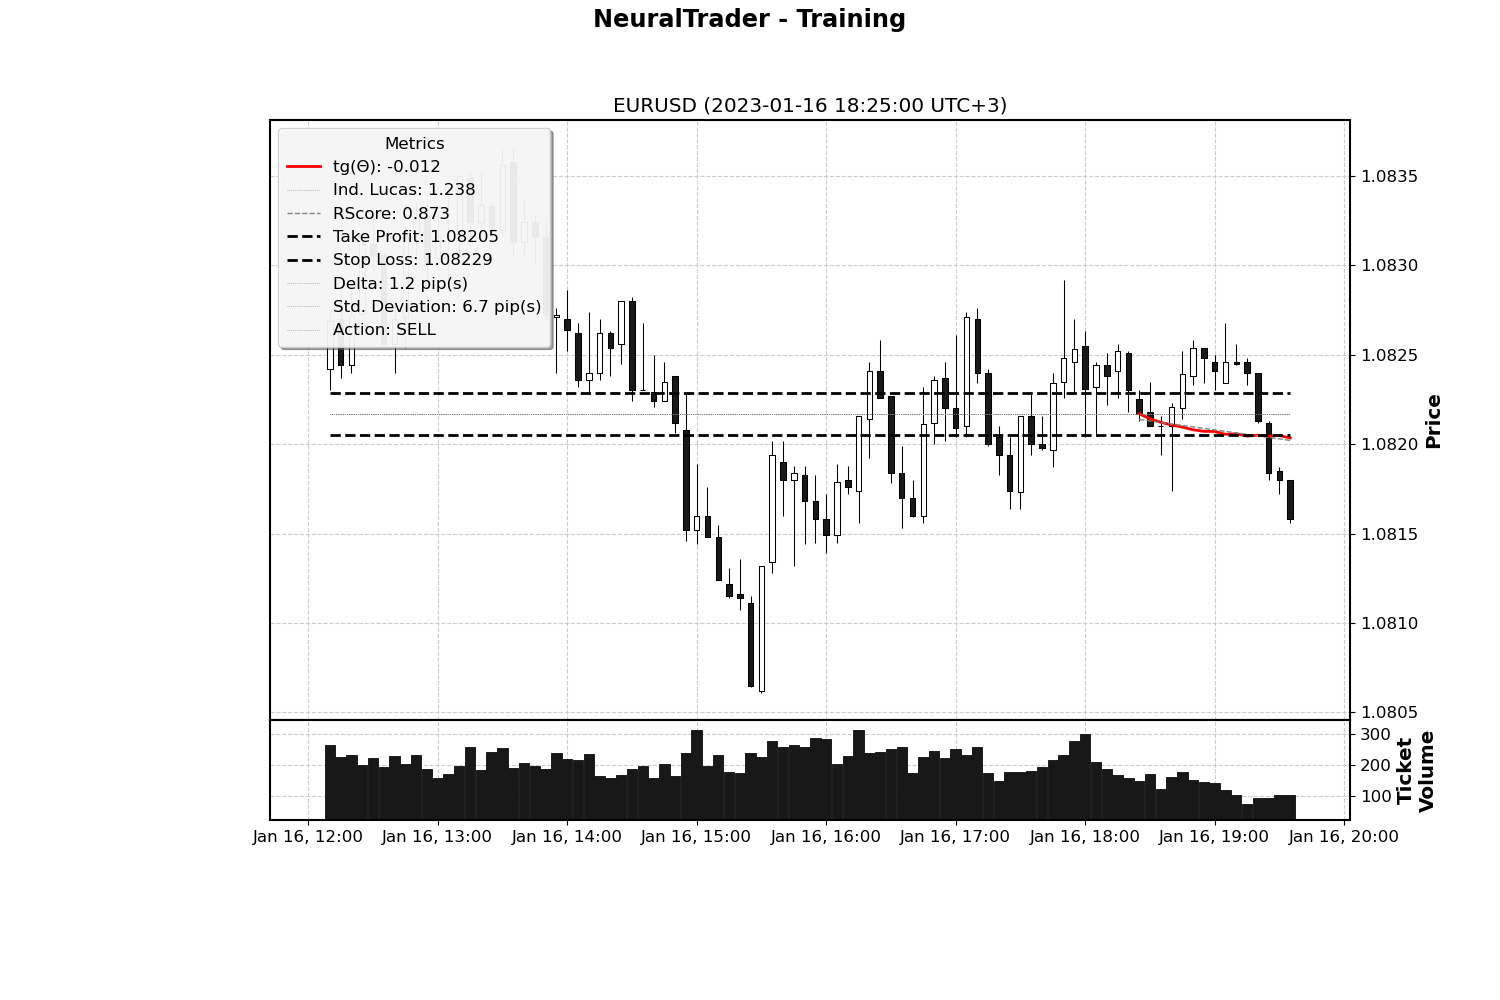 NeuralTrader - Training
EURUSD (2023-01-16 18:25:00 UTC+3)
Metrics
tg(Θ): -0.012
Ind. Lucas: 1.238
RScore: 0.873
Take Profit: 1.08205
Stop Loss: 1.08229
Delta: 1.2 pip(s)
Std. Deviation: 6.7 pip(s)
Action: SELL
1.0835
1.0830
1.0825
1.0820
1.0815
1.0810
1.0805
Price
300
200
100
Ticket
Volume
Jan 16, 12:00
Jan 16, 13:00
Jan 16, 14:00
Jan 16, 15:00
Jan 16, 16:00
Jan 16, 17:00
Jan 16, 18:00
Jan 16, 19:00
Jan 16, 20:00